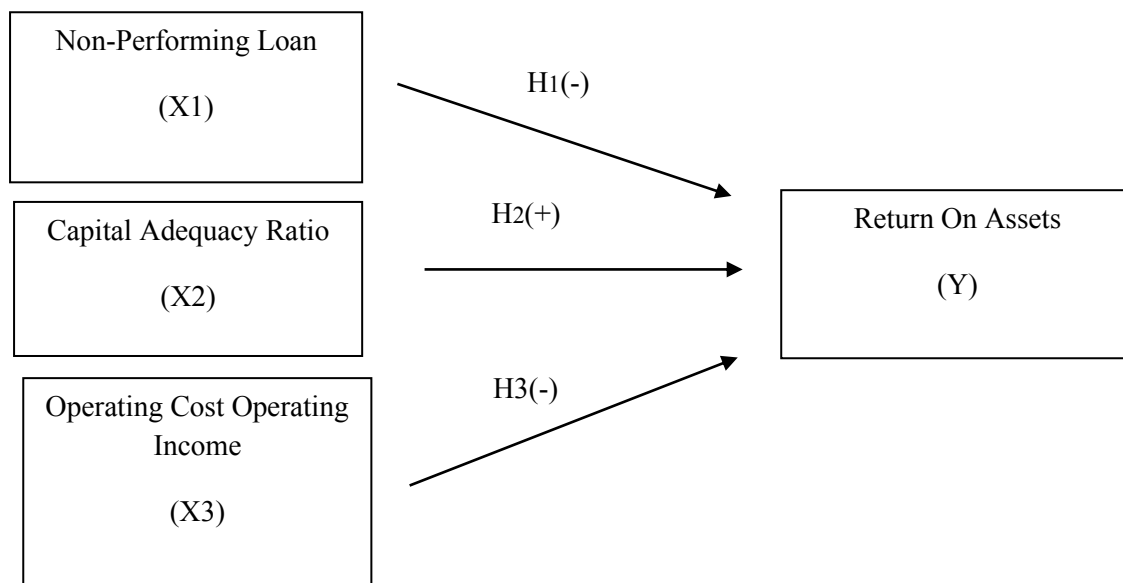 Non-Performing Loan
(X1)
H1(-)
Capital Adequacy Ratio
(X2)
H2(+)
Operating Cost Operating
Income
(X3)
H3(-)
Return On Assets
(Y)